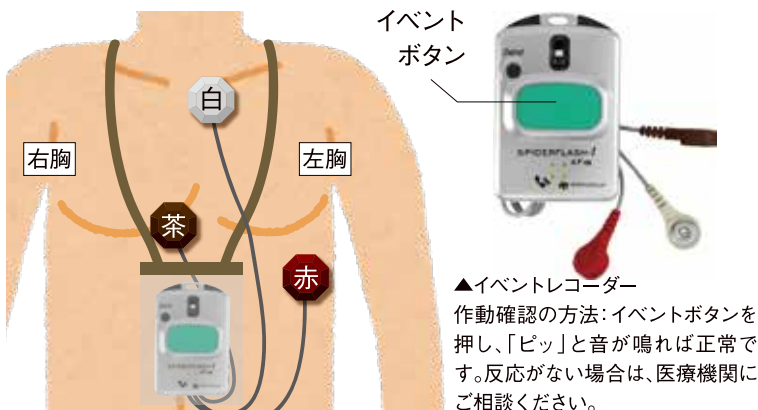 イベント
ボタン
白
右胸
左胸
茶
赤
Send
SPIDERFLASH-t
AFIB
▲イベントレコーダー
作動確認の方法：イベントボタンを
押し、「ピッ」と音が鳴れば正常で
す。反応がない場合は、医療機関に
ご相談ください。